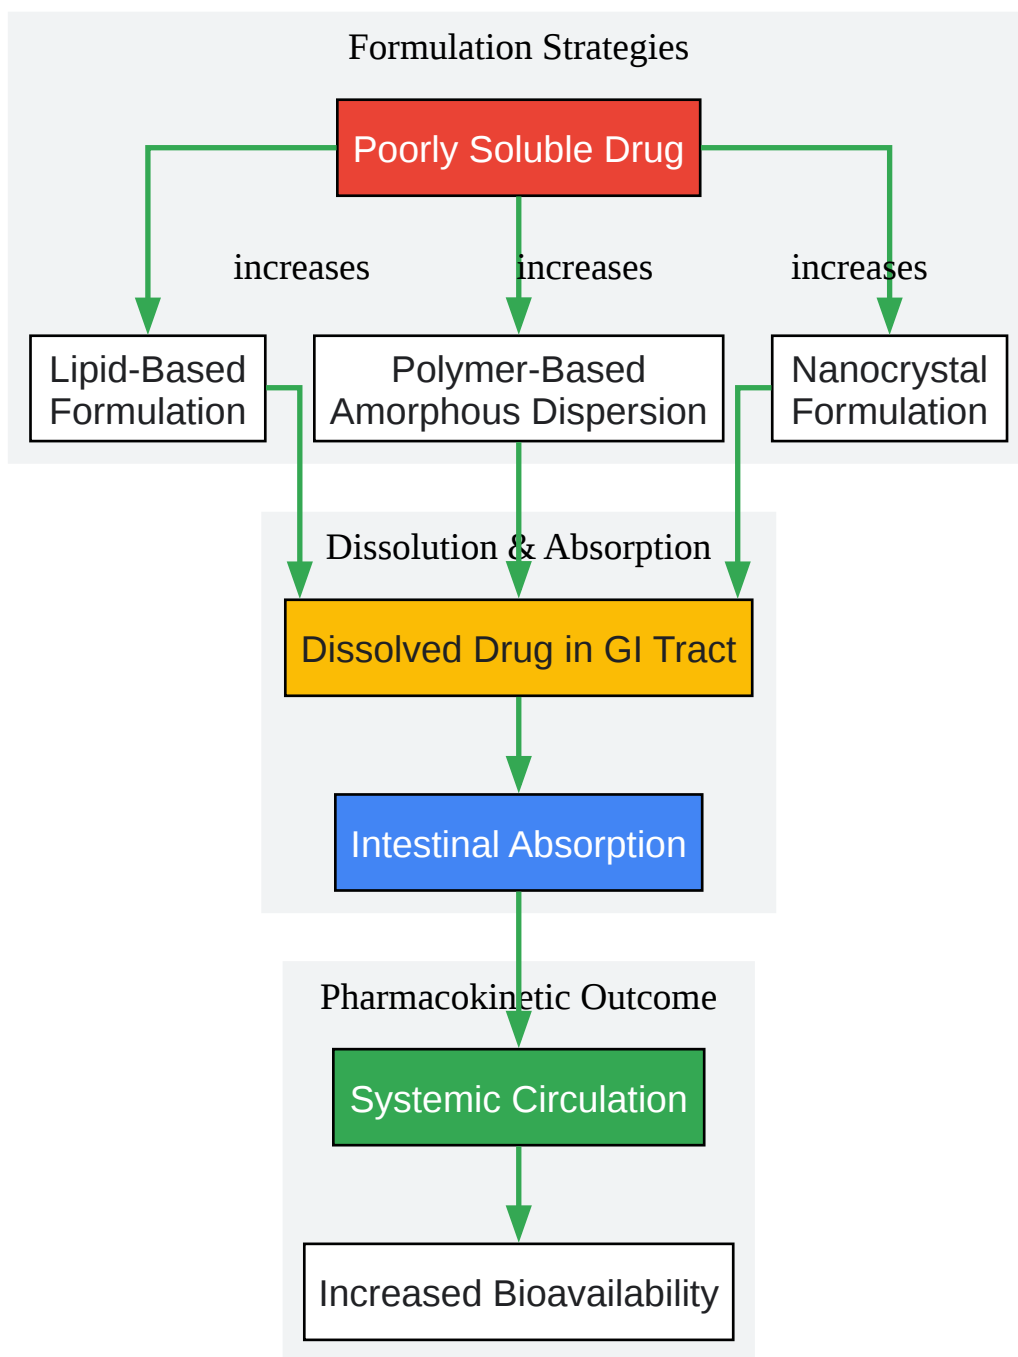 Formulation Strategies
Poorly Soluble Drug
increases increases increases
Lipid-Based
Formulation
Polymer-Based
Amorphous Dispersion
Nanocrystal
Formulation
Dissolution & Absorption
Dissolved Drug in GI Tract
Intestinal Absorption
Pharmacokinetic Outcome
Systemic Circulation
Increased Bioavailability